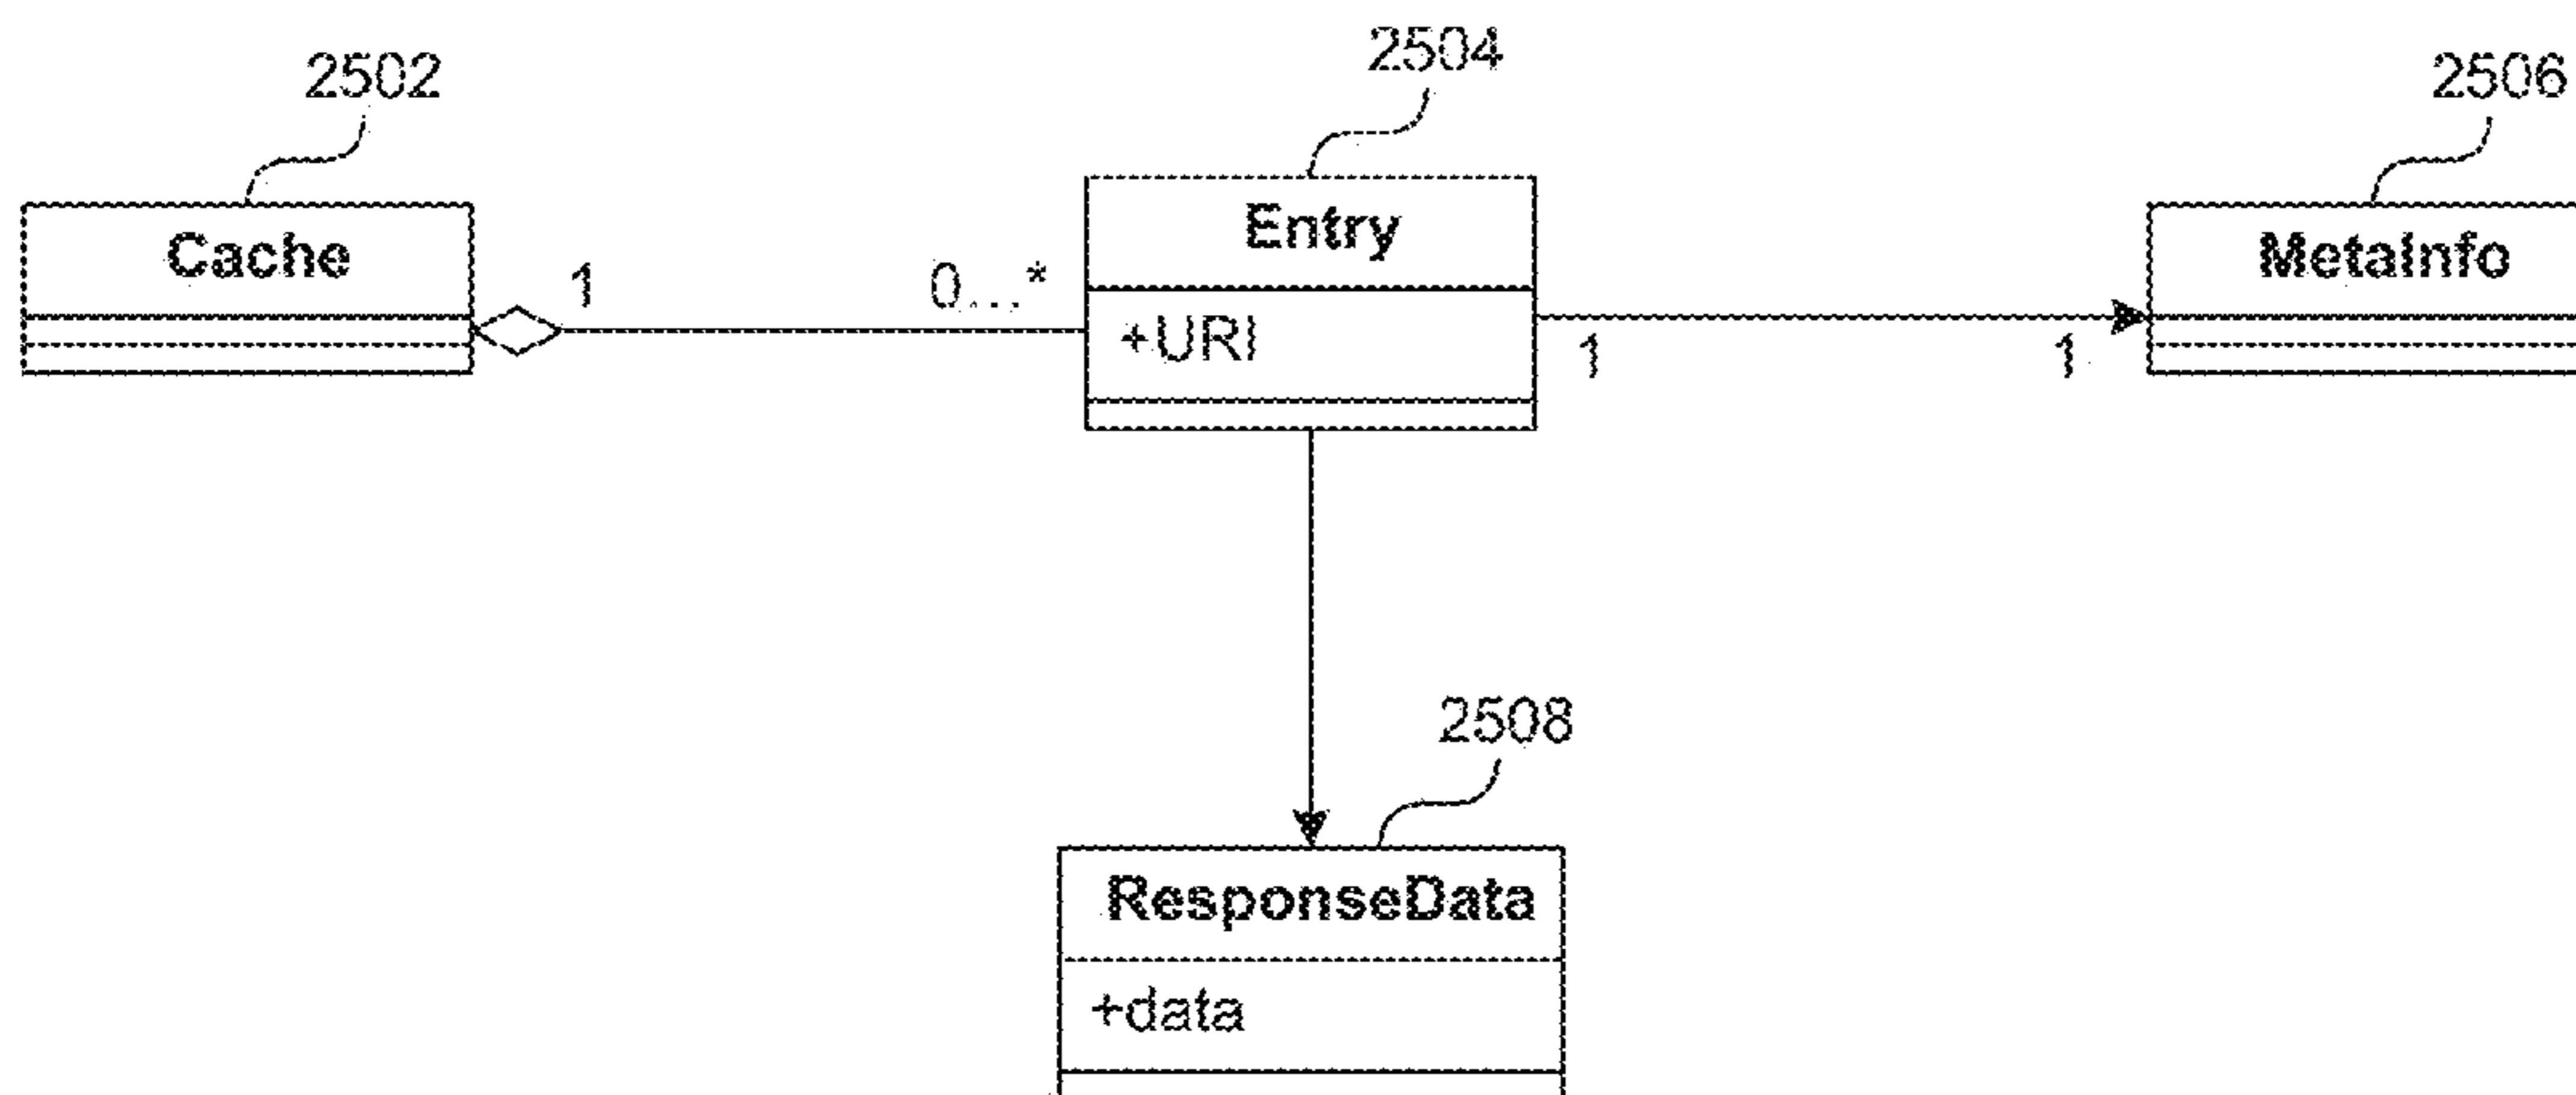 2502
2504
2506
Cache
Entry
MetaInfo
1
0...*
+URI
1
1
2508
ResponseData
+data